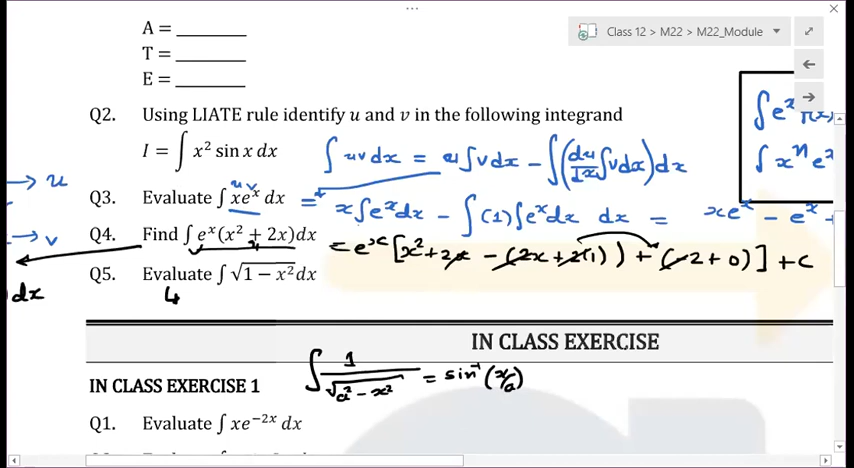 A = ________
T = ________
E = ________
Class 12 > M22 > M22_Module
Q2. Using LIATE rule identify u and v in the following integrand
I = ∫ x² sin x dx
∫ uv dx = u ∫ v dx − ∫ (du/dx ∫ v dx) dx
∫ eˣ f(x)
∫ xⁿ eˣ
→ u
Q3. Evaluate ∫ xeˣ dx
u v
= x ∫ eˣ dx − ∫ (1) ∫ eˣ dx dx = xeˣ − eˣ +
→ v
Q4. Find ∫ eˣ(x² + 2x)dx
= eˣ [x² + 2x − (2x + 2(1)) + (2 + 0)] + c
Q5. Evaluate ∫ √(1 − x²) dx
dx
IN CLASS EXERCISE
∫ 1/√(a² − x²) = sin⁻¹ (x/a)
IN CLASS EXERCISE 1
Q1. Evaluate ∫ xe⁻²ˣ dx